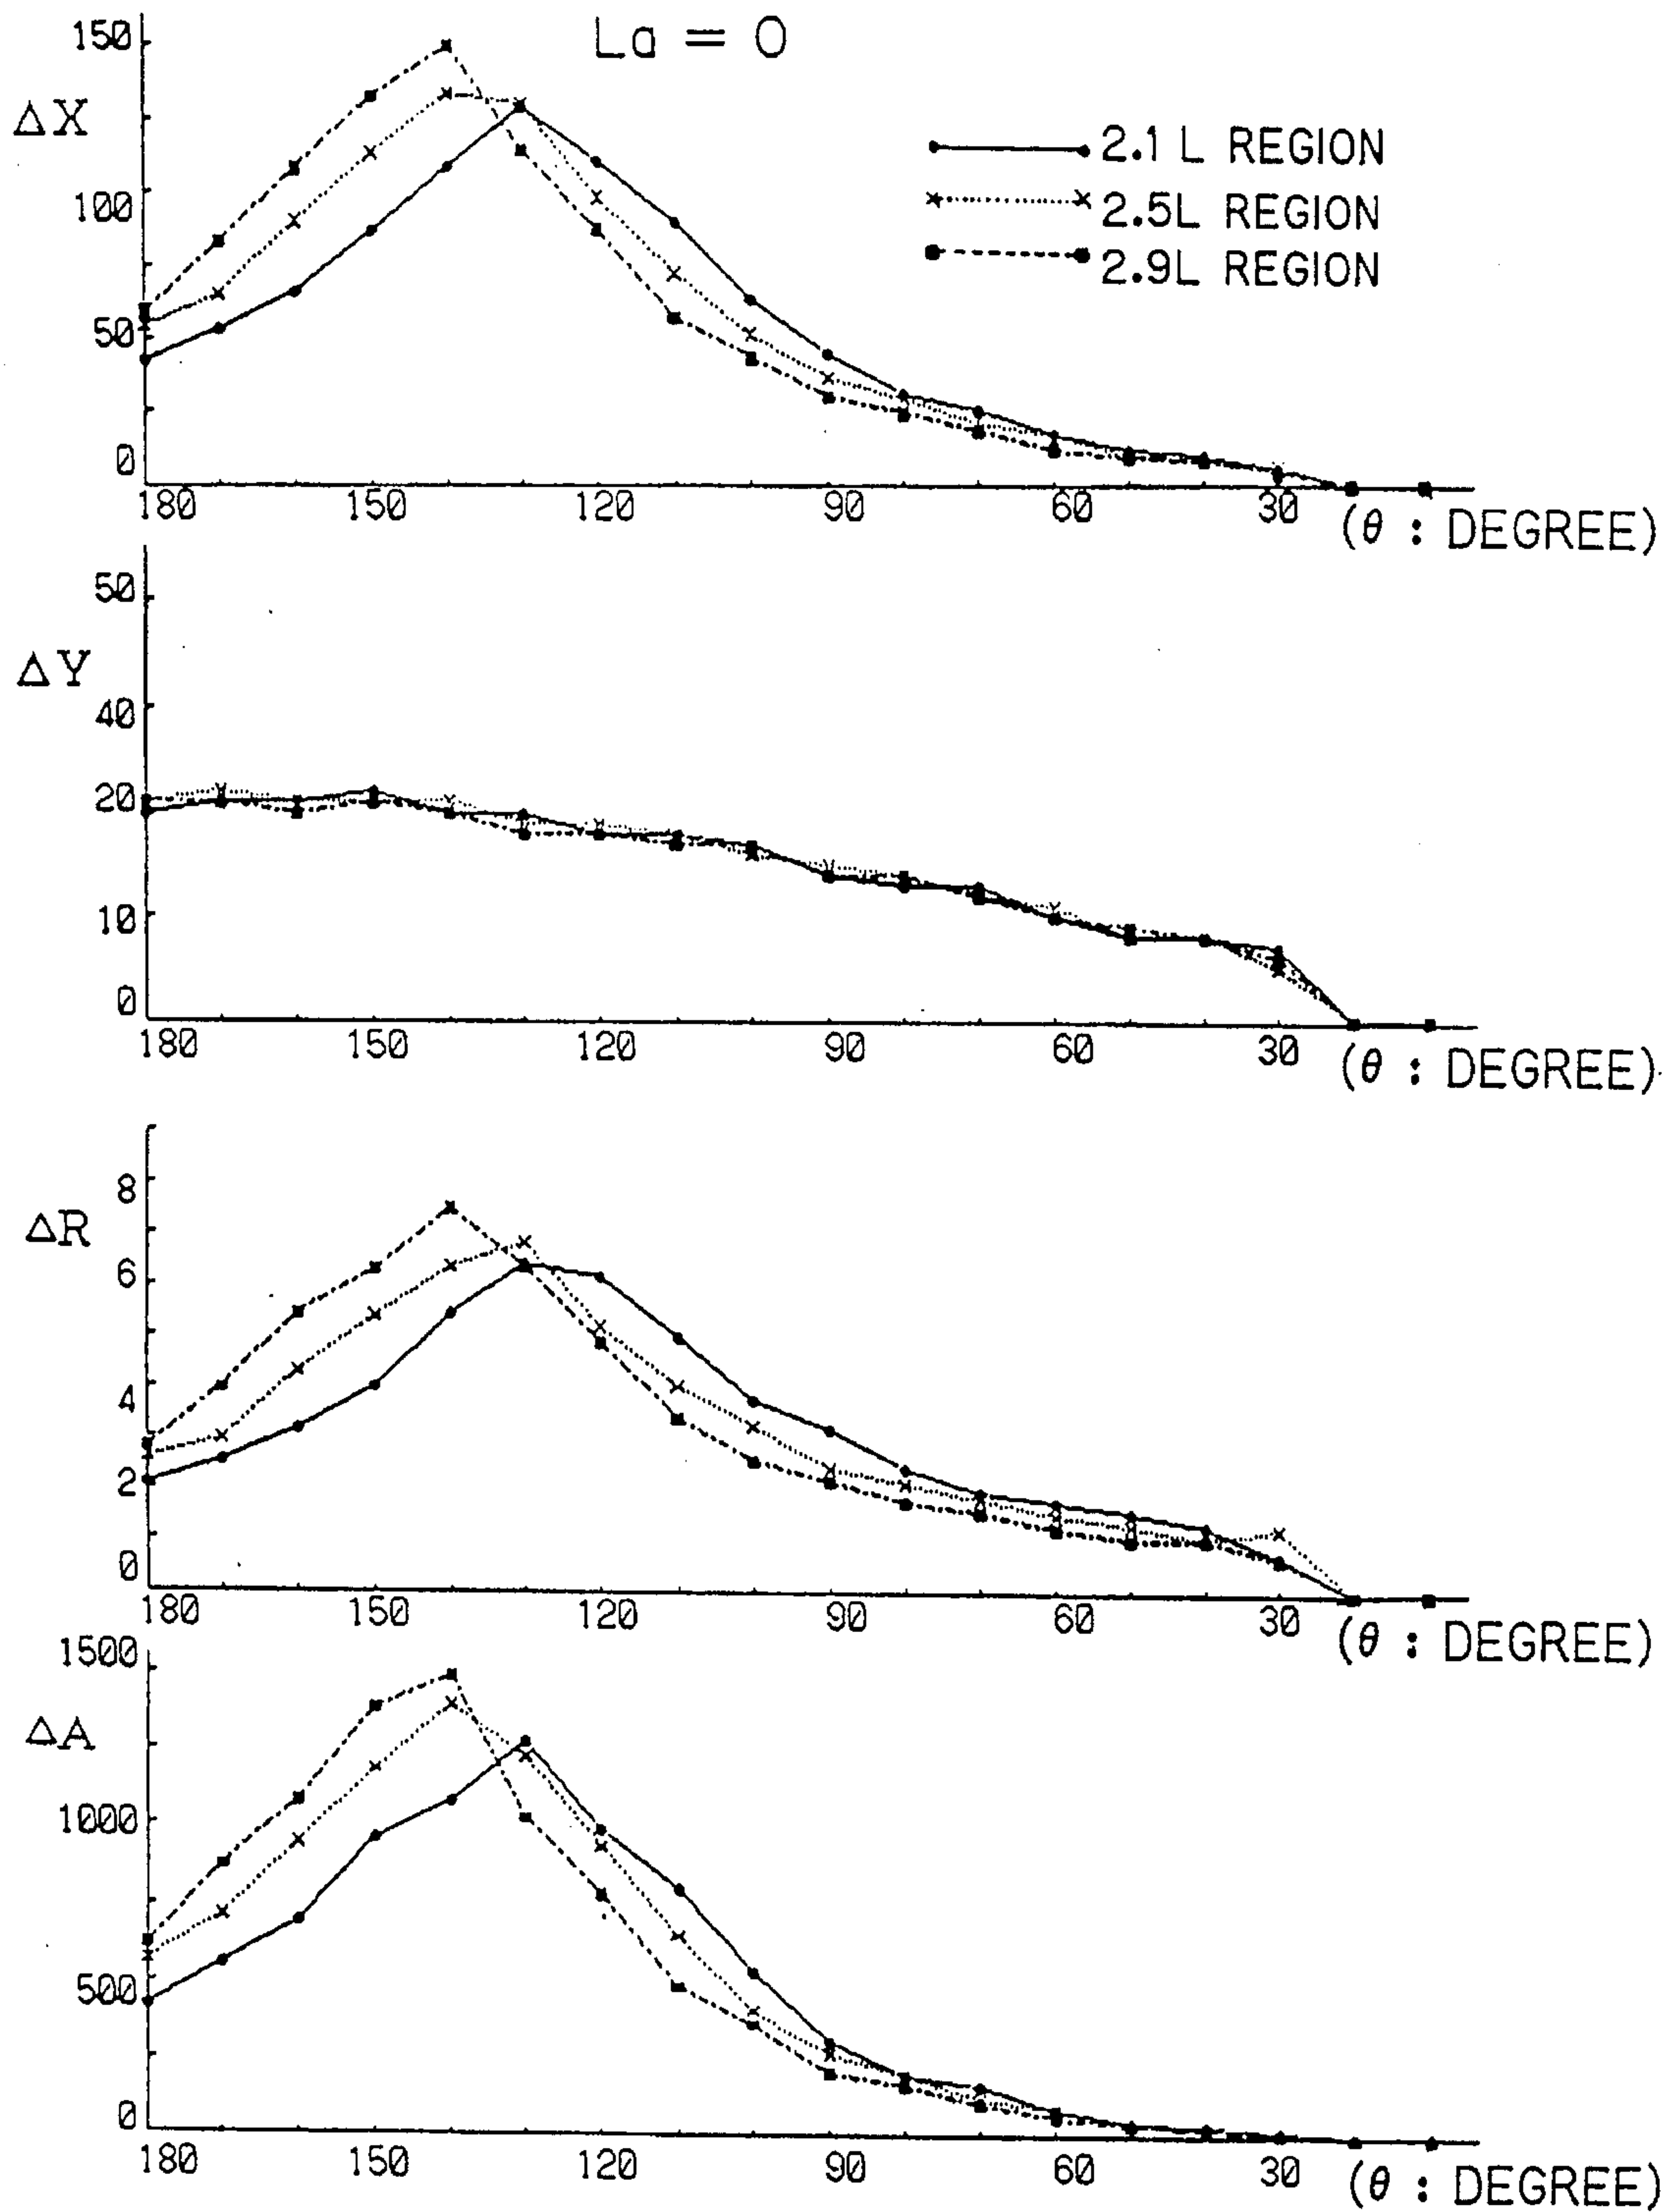 La = 0
150
ΔX
100
50
0
2.1 L REGION
2.5L REGION
2.9L REGION
180 150 120 90 60 30 (θ : DEGREE)
50
ΔY
40
20
10
0
180 150 120 90 60 30 (θ : DEGREE)
8
ΔR
6
4
2
0
180 150 120 90 60 30 (θ : DEGREE)
1500
ΔA
1000
500
0
180 150 120 90 60 30 (θ : DEGREE)